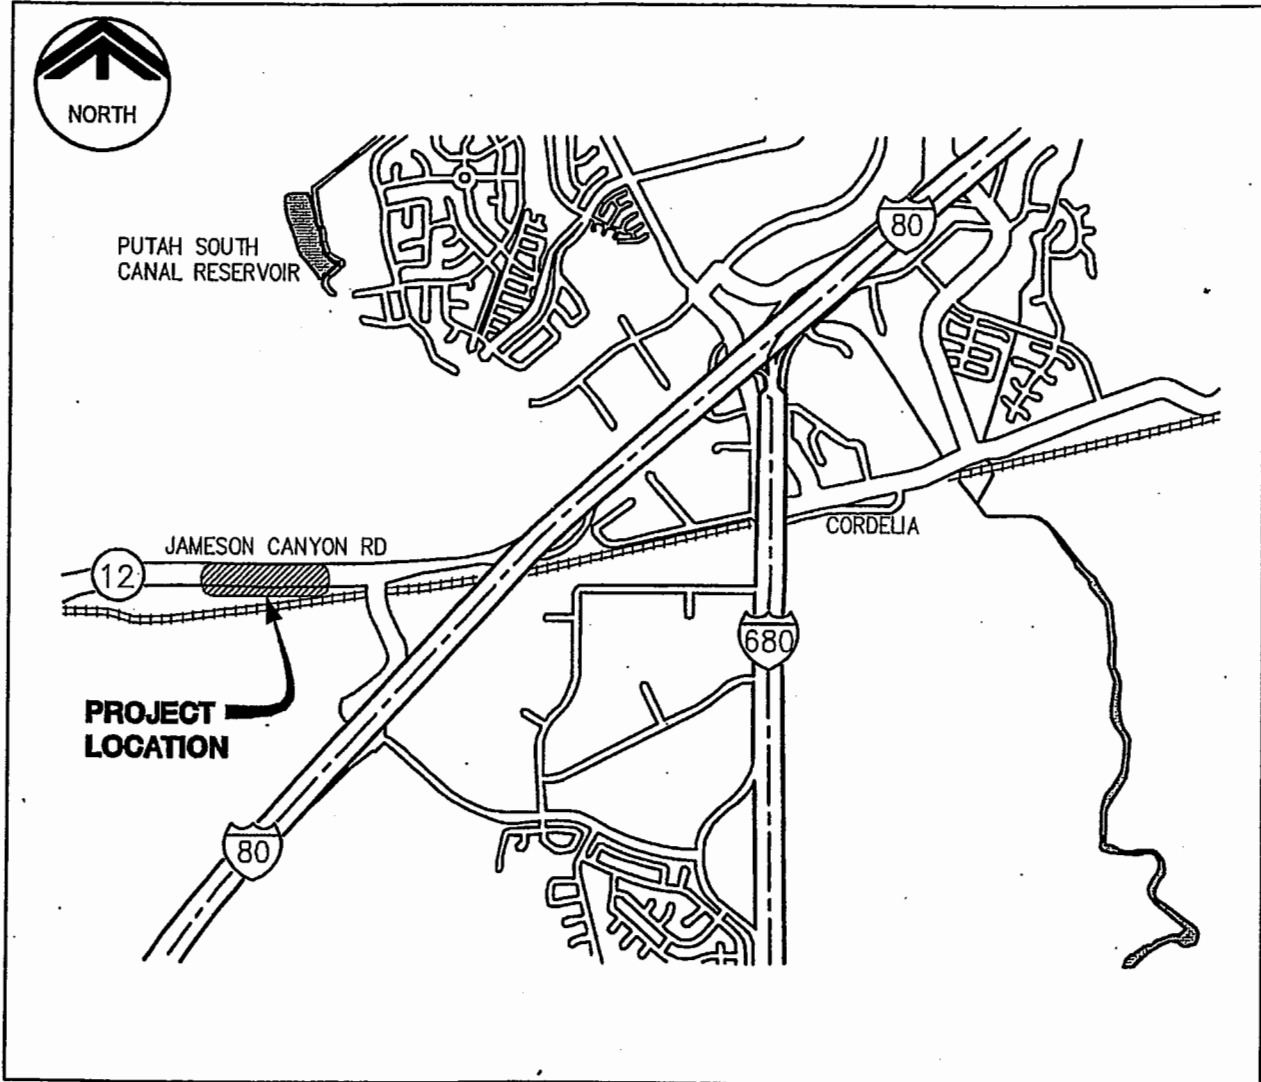 NORTH
80
PUTAH SOUTH
CANAL RESERVOIR
CORDELIA
JAMESON CANYON RD
12
680
PROJECT
LOCATION
80